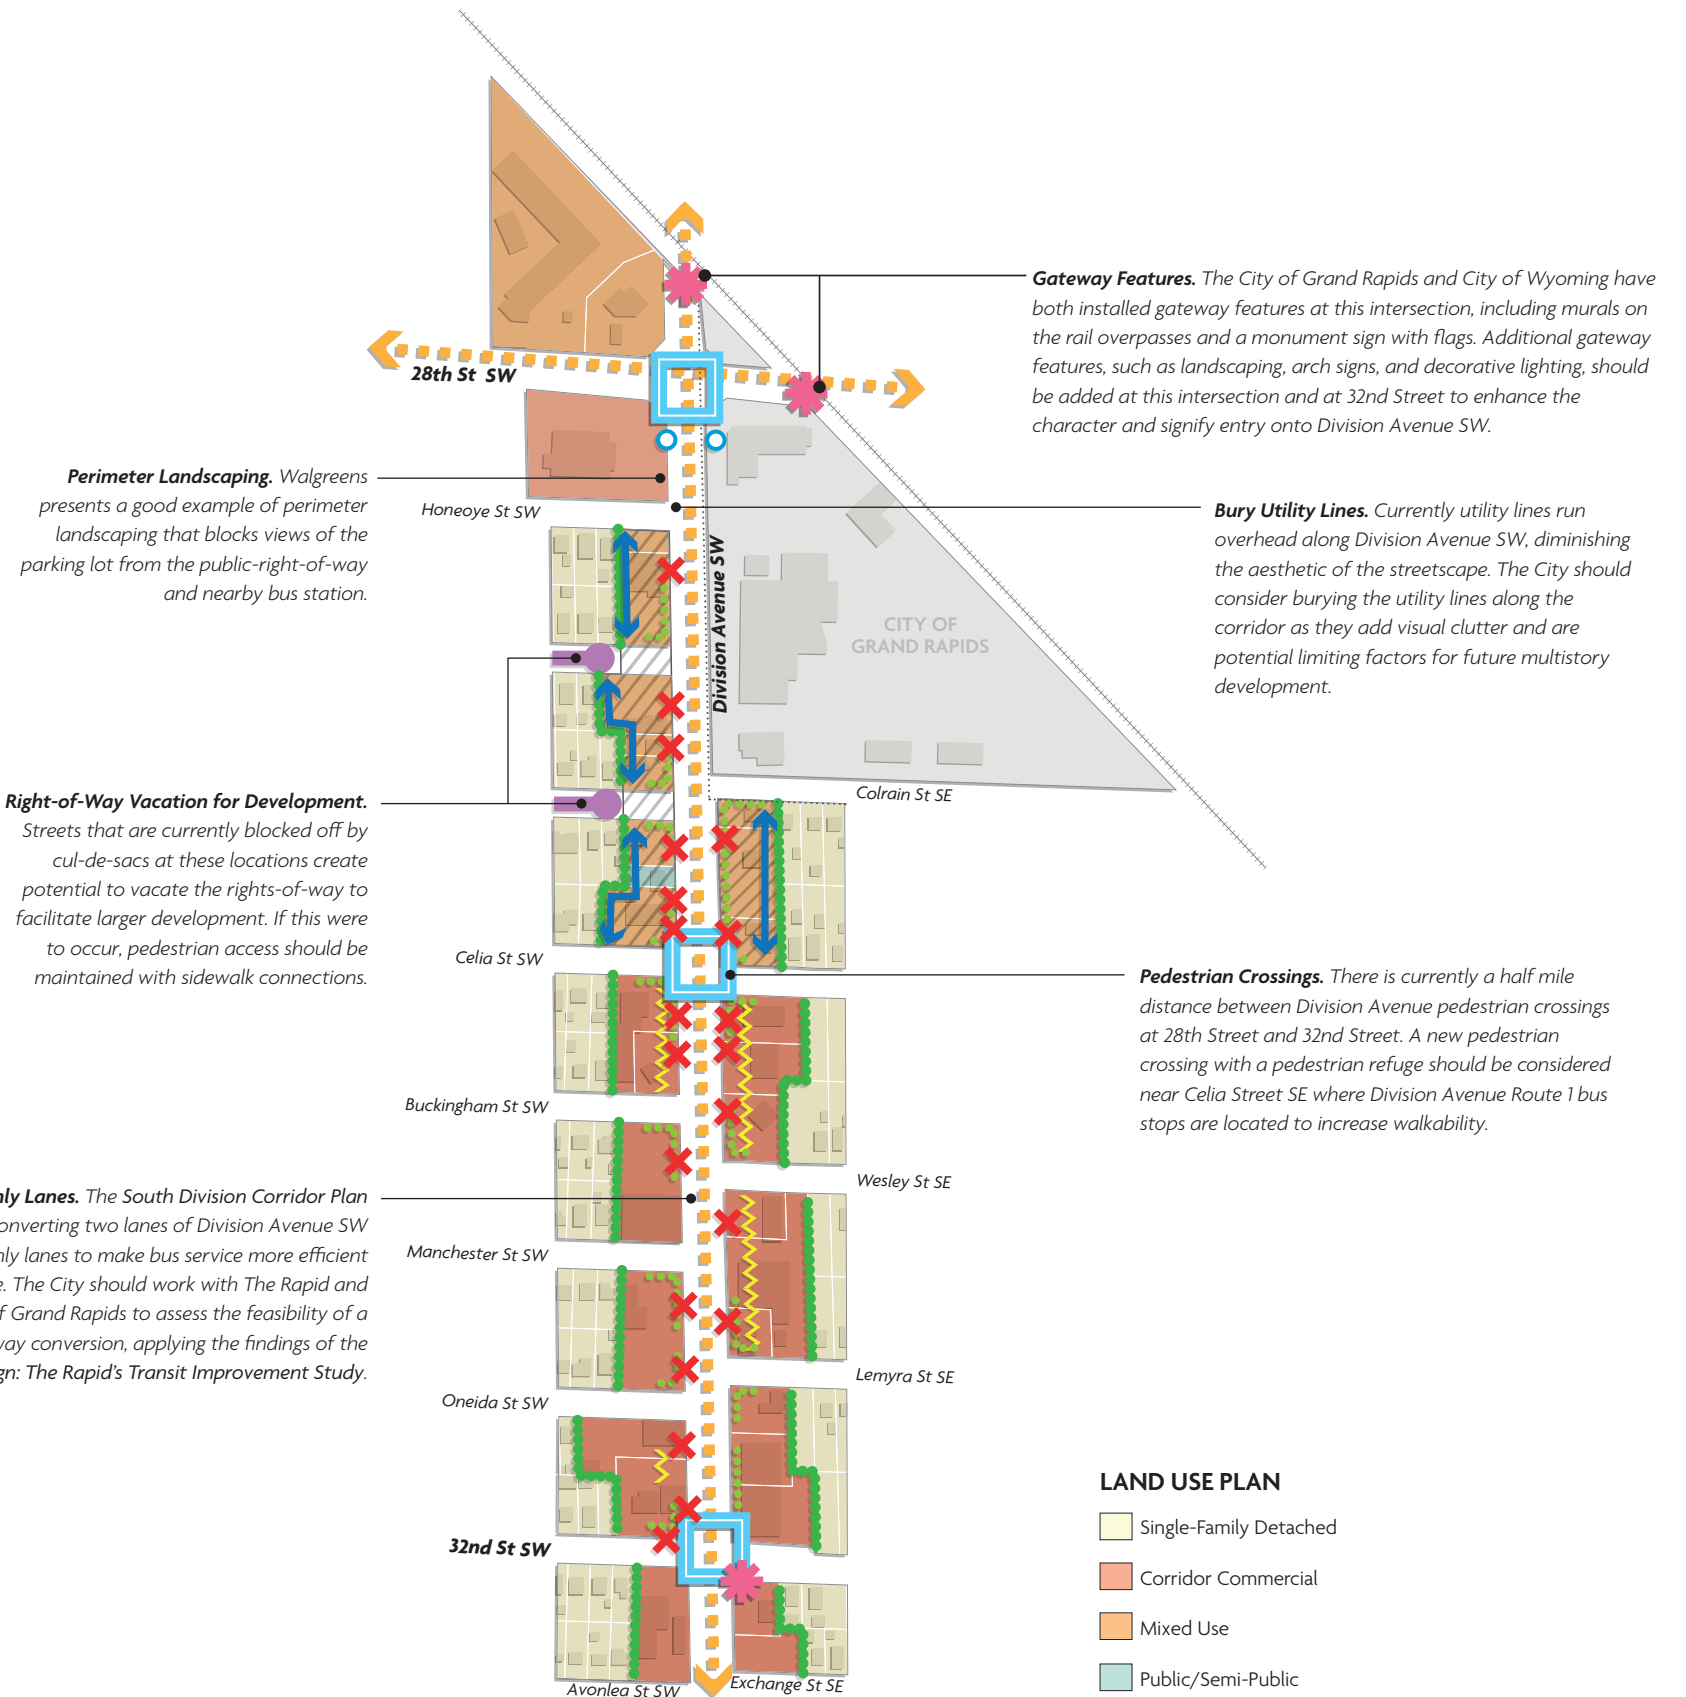 Gateway Features. The City of Grand Rapids and City of Wyoming have
both installed gateway features at this intersection, including murals on
the rail overpasses and a monument sign with flags. Additional gateway
features, such as landscaping, arch signs, and decorative lighting, should
be added at this intersection and at 32nd Street to enhance the
character and signify entry onto Division Avenue SW.
28th St SW
Perimeter Landscaping. Walgreens
presents a good example of perimeter
landscaping that blocks views of the
parking lot from the public-right-of-way
and nearby bus station.
Honeoye St SW
Bury Utility Lines. Currently utility lines run
overhead along Division Avenue SW, diminishing
the aesthetic of the streetscape. The City should
consider burying the utility lines along the
corridor as they add visual clutter and are
potential limiting factors for future multistory
development.
Division Avenue SW
CITY OF
GRAND RAPIDS
Colrain St SE
Right-of-Way Vacation for Development.
Streets that are currently blocked off by
cul-de-sacs at these locations create
potential to vacate the rights-of-way to
facilitate larger development. If this were
to occur, pedestrian access should be
maintained with sidewalk connections.
Celia St SW
Pedestrian Crossings. There is currently a half mile
distance between Division Avenue pedestrian crossings
at 28th Street and 32nd Street. A new pedestrian
crossing with a pedestrian refuge should be considered
near Celia Street SE where Division Avenue Route 1 bus
stops are located to increase walkability.
Buckingham St SW
Wesley St SE
Lanes. The South Division Corridor Plan
two lanes of Division Avenue SW
lanes to make bus service more efficient
The City should work with The Rapid and
of Grand Rapids to assess the feasibility of a
conversion, applying the findings of the
The Rapid's Transit Improvement Study.
Manchester St SW
Lemyra St SE
Oneida St SW
32nd St SW
Avonlea St SW
Exchange St SE
LAND USE PLAN
Single-Family Detached
Corridor Commercial
Mixed Use
Public/Semi-Public